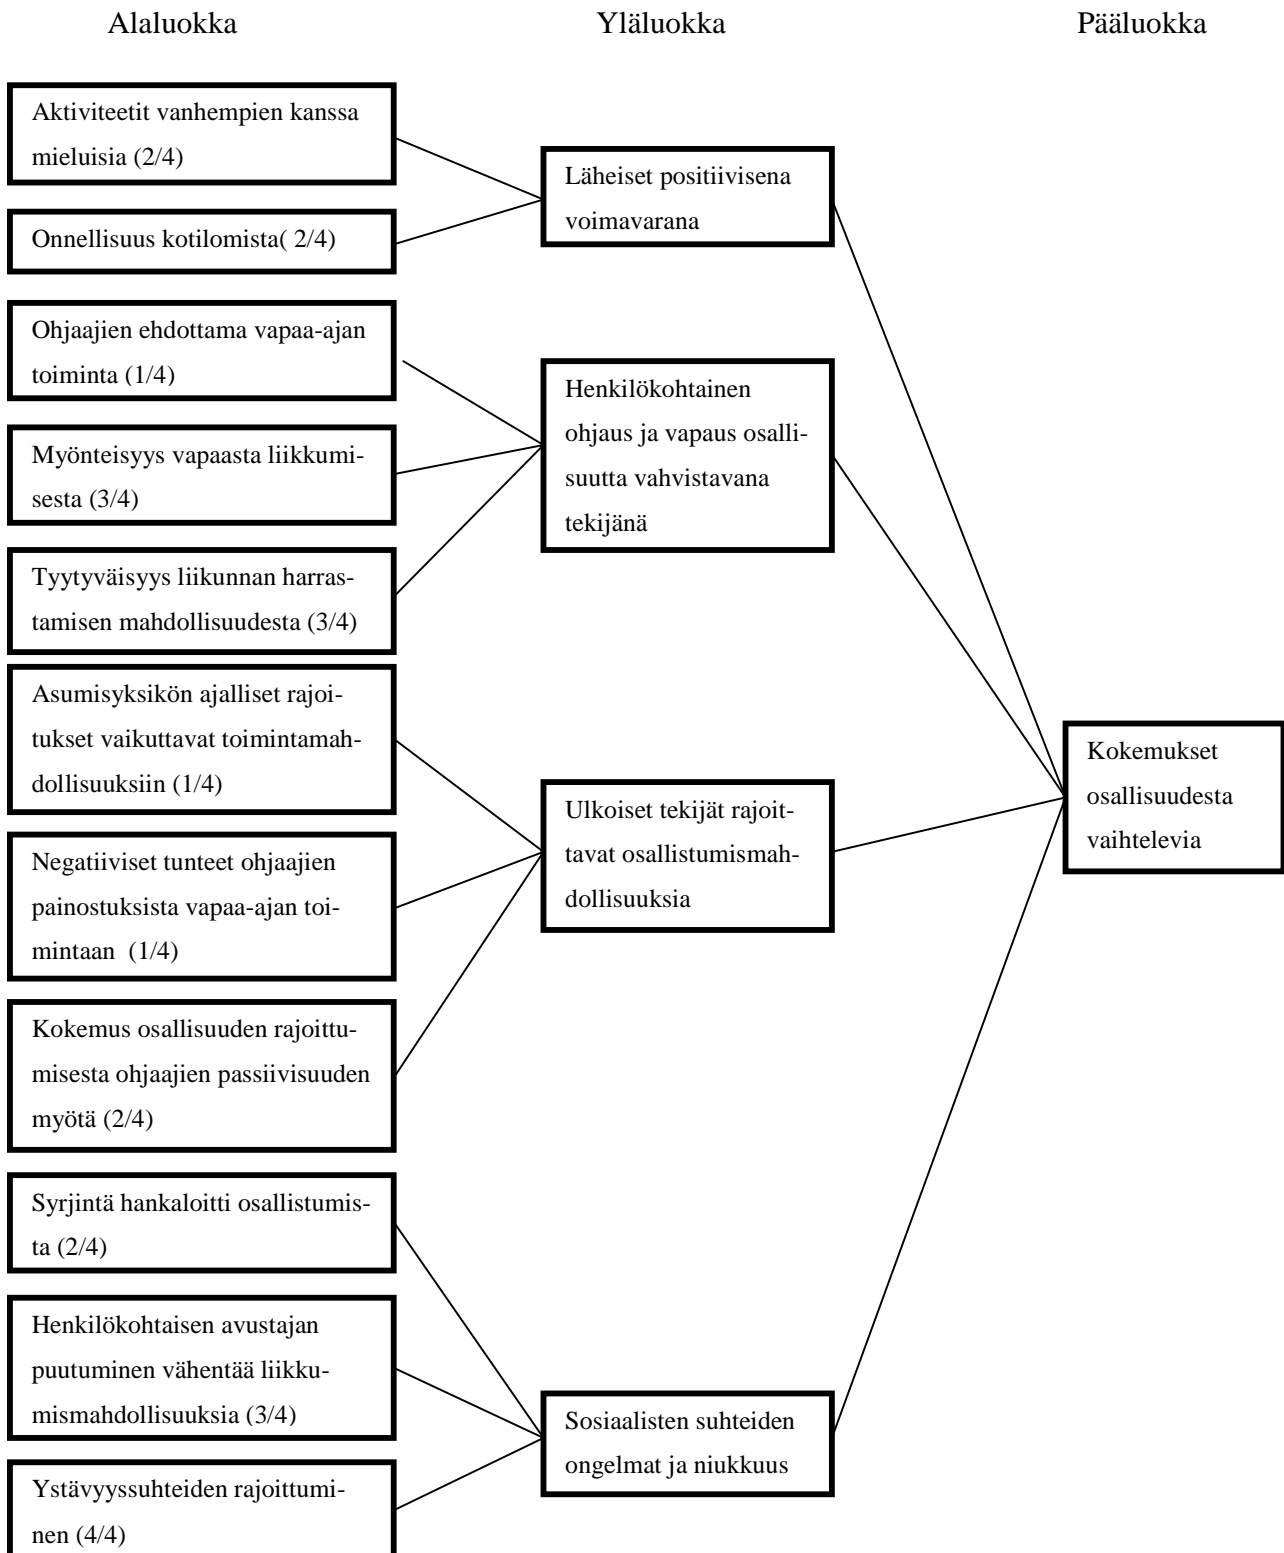 Alaluokka
Yläluokka
Pääluokka
Aktiviteetit vanhempien kanssa
mieluisia (2/4)
Onnellisuus kotilomista( 2/4)
Ohjaajien ehdottama vapaa-ajan
toiminta (1/4)
Myönteisyys vapaasta liikkumi-
sesta (3/4)
Tyytyväisyys liikunnan harras-
tamisen mahdollisuudesta (3/4)
Asumisyksikön ajalliset rajoi-
tukset vaikuttavat toimintamah-
dollisuuksiin (1/4)
Negatiiviset tunteet ohjaajien
painostuksista vapaa-ajan toi-
mintaan  (1/4)
Kokemus osallisuuden rajoittu-
misesta ohjaajien passiivisuuden
myötä (2/4)
Syrjintä hankaloitti osallistumis-
ta (2/4)
Henkilökohtaisen avustajan
puutuminen vähentää liikku-
mismahdollisuuksia (3/4)
Ystävyyssuhteiden rajoittumi-
nen (4/4)
Läheiset positiivisena
voimavarana
Henkilökohtainen
ohjaus ja vapaus osalli-
suutta vahvistavana
tekijänä
Ulkoiset tekijät rajoit-
tavat osallistumismah-
dollisuuksia
Sosiaalisten suhteiden
ongelmat ja niukkuus
Kokemukset
osallisuudesta
vaihtelevia